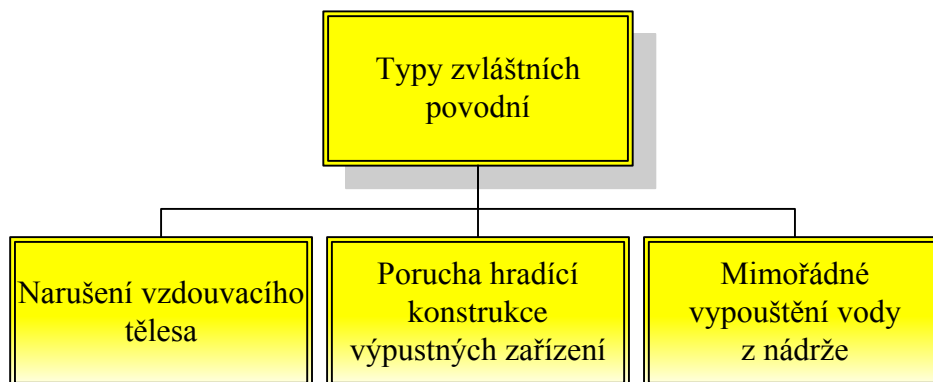 Typy zvláštních
povodní
Narušení vzdouvacího
tělesa
Porucha hradící
konstrukce
výpustných zařízení
Mimořádné
vypouštění vody
z nádrže